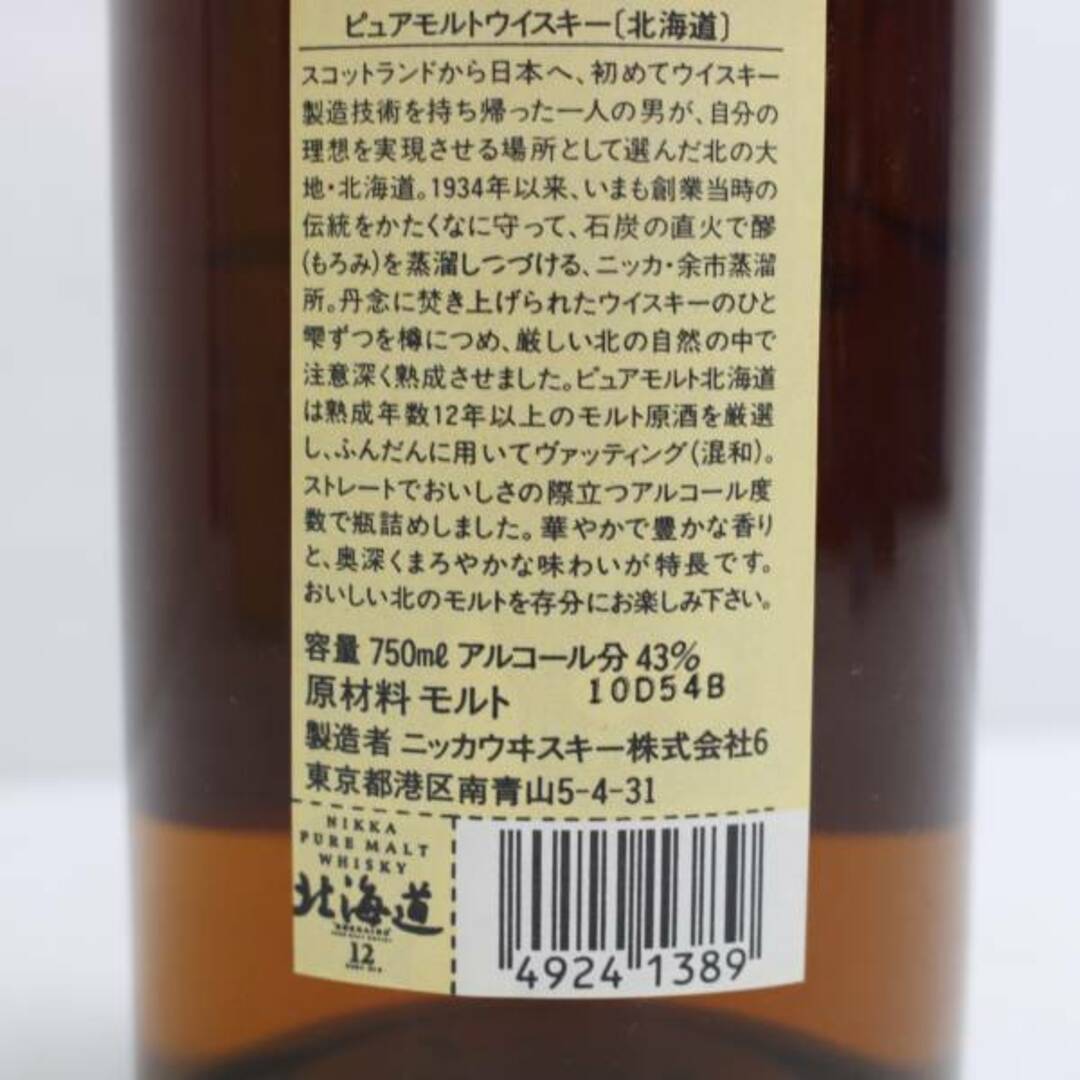 ピュアモルトウイスキー〔北海道〕
スコットランドから日本へ、初めてウイスキー
製造技術を持ち帰った一人の男が、自分の
理想を実現させる場所として選んだ北の大
地・北海道。1934年以来、いまも創業当時の
伝統をかたくなに守って、石炭の直火で醪
(もろみ)を蒸溜しつづける、ニッカ・余市蒸溜
所。丹念に焚き上げられたウイスキーのひと
雫ずつを樽につめ、厳しい北の自然の中で
注意深く熟成させました。ピュアモルト北海道
は熟成年数12年以上のモルト原酒を厳選
し、ふんだんに用いてヴァッティング(混和)。
ストレートでおいしさの際立つアルコール度
数で瓶詰めしました。華やかで豊かな香り
と、奥深くまろやかな味わいが特長です。
おいしい北のモルトを存分にお楽しみ下さい。
容量 750mℓ アルコール分 43%
原材料 モルト 10D54B
製造者 ニッカウヰスキー株式会社6
東京都港区南青山5-4-31
NIKKA
PURE MALT
WHISKY
北海道
HOKKAIDO
12
4924 1389